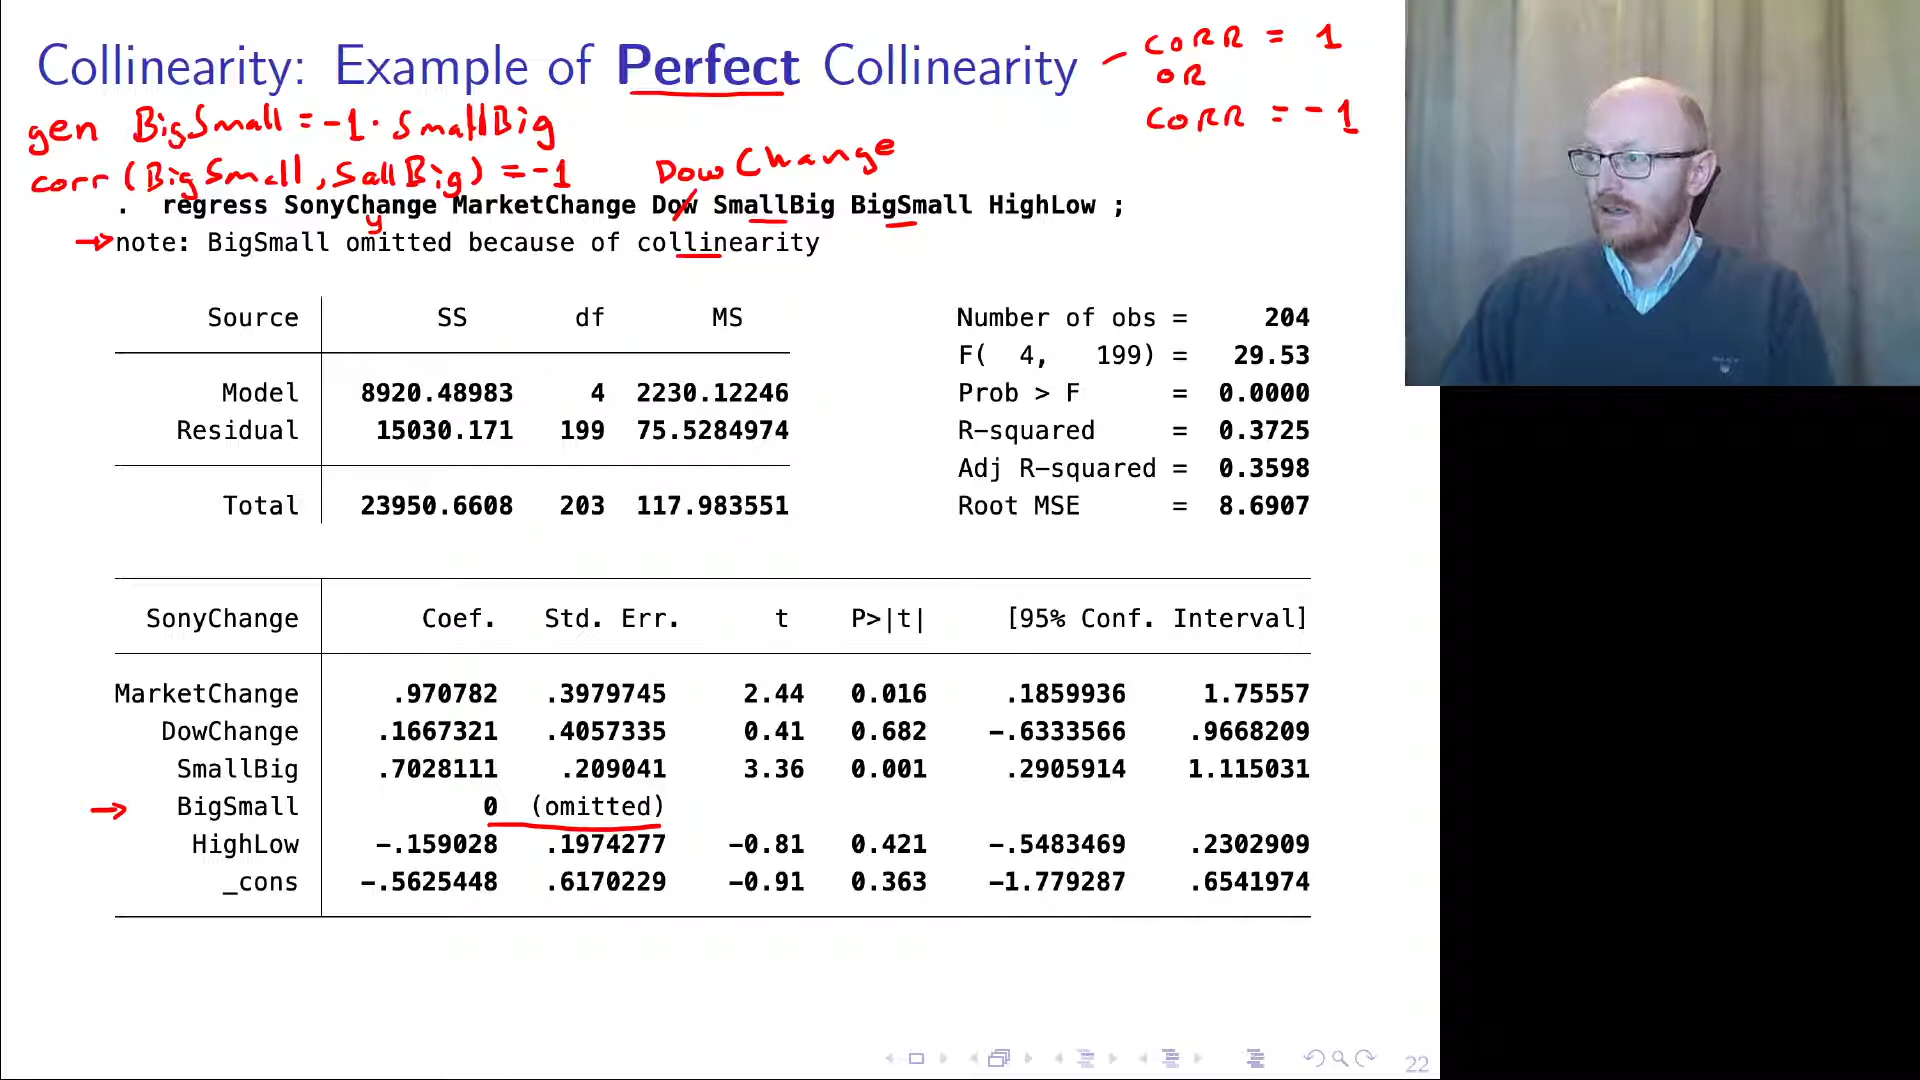 Collinearity: Example of Perfect Collinearity
CORR = 1
OR
CORR = -1
gen BigSmall = -1 · SmallBig
corr (BigSmall, SallBig) = -1
DowChange
. regress SonyChange MarketChange Dow SmallBig BigSmall HighLow ;
y
note: BigSmall omitted because of collinearity
Source SS df MS
Model 8920.48983 4 2230.12246
Residual 15030.171 199 75.5284974
Total 23950.6608 203 117.983551
Number of obs = 204
F( 4, 199) = 29.53
Prob > F = 0.0000
R-squared = 0.3725
Adj R-squared = 0.3598
Root MSE = 8.6907
SonyChange Coef. Std. Err. t P>|t| [95% Conf. Interval]
MarketChange .970782 .3979745 2.44 0.016 .1859936 1.75557
DowChange .1667321 .4057335 0.41 0.682 -.6333566 .9668209
SmallBig .7028111 .209041 3.36 0.001 .2905914 1.115031
BigSmall 0 (omitted)
HighLow -.159028 .1974277 -0.81 0.421 -.5483469 .2302909
_cons -.5625448 .6170229 -0.91 0.363 -1.779287 .6541974
22